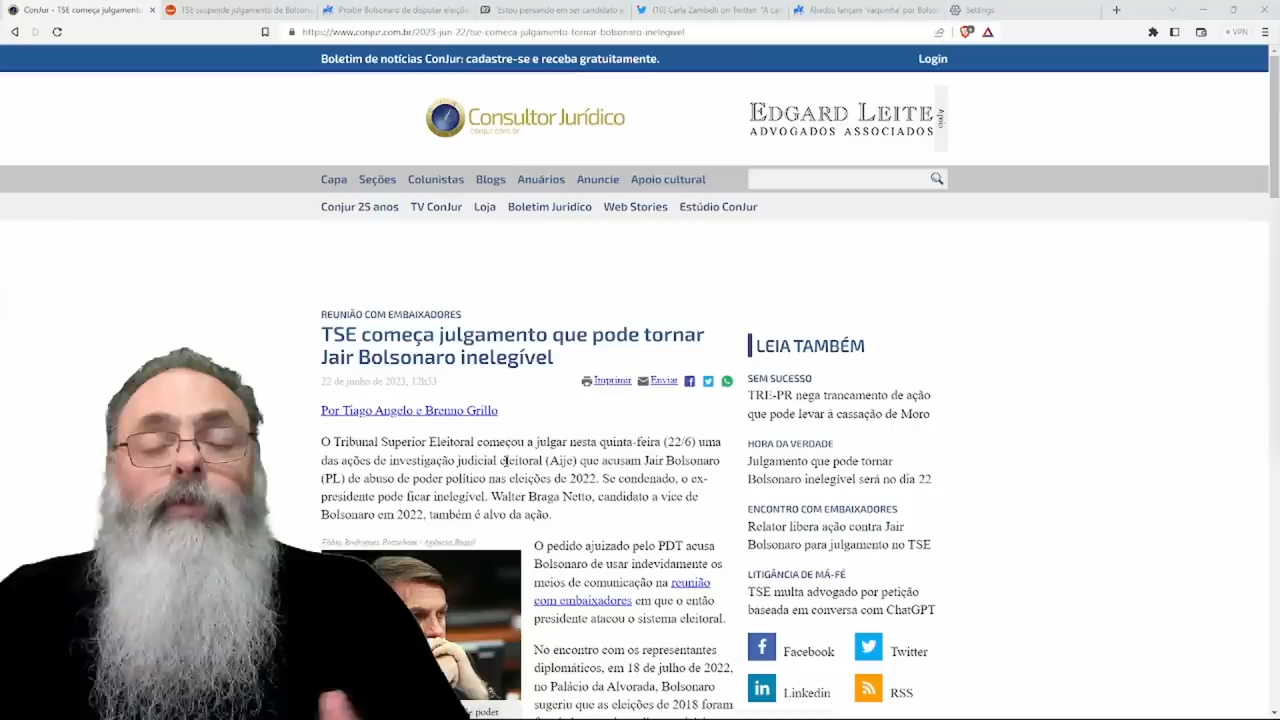 ConJur - TSE começa julgament
TSE suspende julgamento de Bolson
Proibir Bolsonaro de disputar eleiçõ
'Estou pensando em ser candidato a
(10) Carla Zambelli on Twitter: "A ca
Aliados lançam 'vaquinha' por Bolso
Settings
https://www.conjur.com.br/2023-jun-22/tse-comeca-julgamento-tornar-bolsonaro-inelegivel
VPN
Boletim de notícias ConJur: cadastre-se e receba gratuitamente.
Login
Consultor Jurídico
conjur.com.br
EDGARD LEITE
ADVOGADOS ASSOCIADOS
Apoio
Capa Seções Colunistas Blogs Anuários Anuncie Apoio cultural
Conjur 25 anos TV ConJur Loja Boletim Juridico Web Stories Estúdio ConJur
REUNIÃO COM EMBAIXADORES
TSE começa julgamento que pode tornar
Jair Bolsonaro inelegível
22 de junho de 2023, 12h53
Imprimir Enviar
Por Tiago Angelo e Brenno Grillo
O Tribunal Superior Eleitoral começou a julgar nesta quinta-feira (22/6) uma
das ações de investigação judicial eleitoral (Aije) que acusam Jair Bolsonaro
(PL) de abuso de poder político nas eleições de 2022. Se condenado, o ex-
presidente pode ficar inelegível. Walter Braga Netto, candidato a vice de
Bolsonaro em 2022, também é alvo da ação.
Agência Brasil
O pedido ajuizado pelo PDT acusa
Bolsonaro de usar indevidamente os
meios de comunicação na reunião
com embaixadores em que o então
presidente atacou o sistema eleitoral.
No encontro com os representantes
diplomáticos, em 18 de julho de 2022,
no Palácio da Alvorada, Bolsonaro
sugeriu que as eleições de 2018 foram
de poder
LEIA TAMBÉM
SEM SUCESSO
TRE-PR nega trancamento de ação
que pode levar à cassação de Moro
HORA DA VERDADE
Julgamento que pode tornar
Bolsonaro inelegível será no dia 22
ENCONTRO COM EMBAIXADORES
Relator libera ação contra Jair
Bolsonaro para julgamento no TSE
LITIGÂNCIA DE MÁ-FÉ
TSE multa advogado por petição
baseada em conversa com ChatGPT
Facebook Twitter
Linkedin RSS